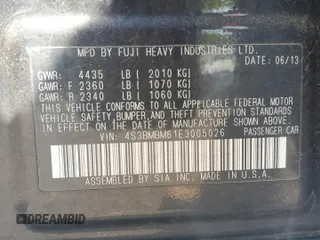 MFD BY FUJI HEAVY INDUSTRIES LTD.
DATE: 06/13
GVWR: 4435 LB ( 2010 KG)
GAWR: F 2360 LB ( 1070 KG)
GAWR: R 2340 LB ( 1060 KG)
THIS VEHICLE CONFORMS TO ALL APPLICABLE FEDERAL MOTOR
VEHICLE SAFETY, BUMPER, AND THEFT PREVENTION STANDARDS
IN EFFECT ON THE DATE OF MANUFACTURE SHOWN ABOVE.
VIN: 4S3BMBM61E3005026 PASSENGER CAR
ASSEMBLED BY SIA INC. MADE IN U.S.A.
DREAMBID